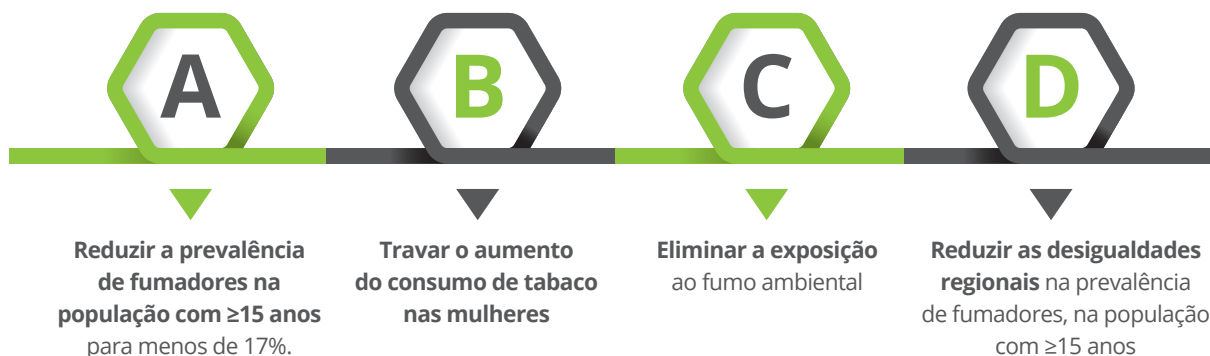 A
B
C
D
Reduzir a prevalência
de fumadores na
população com ≥15 anos
para menos de 17%.
Travar o aumento
do consumo de tabaco
nas mulheres
Eliminar a exposição
ao fumo ambiental
Reduzir as desigualdades
regionais na prevalência
de fumadores, na população
com ≥15 anos